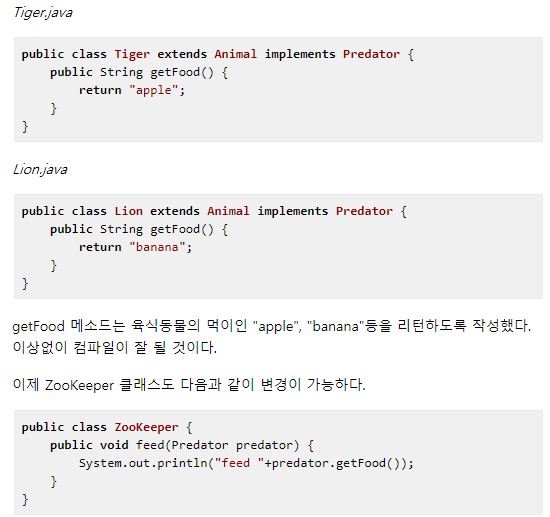 Tiger.java
public class Tiger extends Animal implements Predator {
    public String getFood() {
        return "apple";
    }
}
Lion.java
public class Lion extends Animal implements Predator {
    public String getFood() {
        return "banana";
    }
}
getFood 메소드는 육식동물의 먹이인 "apple", "banana"등을 리턴하도록 작성했다.
이상없이 컴파일이 잘 될 것이다.
이제 ZooKeeper 클래스도 다음과 같이 변경이 가능하다.
public class ZooKeeper {
    public void feed(Predator predator) {
        System.out.println("feed "+predator.getFood());
    }
}